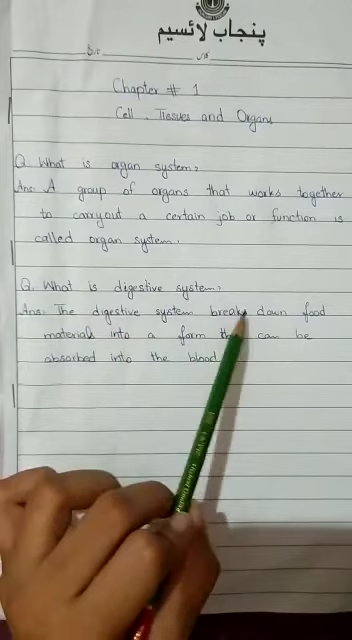 پنجاب لائسیم
Chapter # 1
Cell, Tissues and Organs
Q. What is organ system?
Ans: A group of organs that works together
to carryout a certain job or function is
called organ system.
Q. What is digestive system?
Ans: The digestive system breaks down food
materials into a form can be
absorbed into the blood